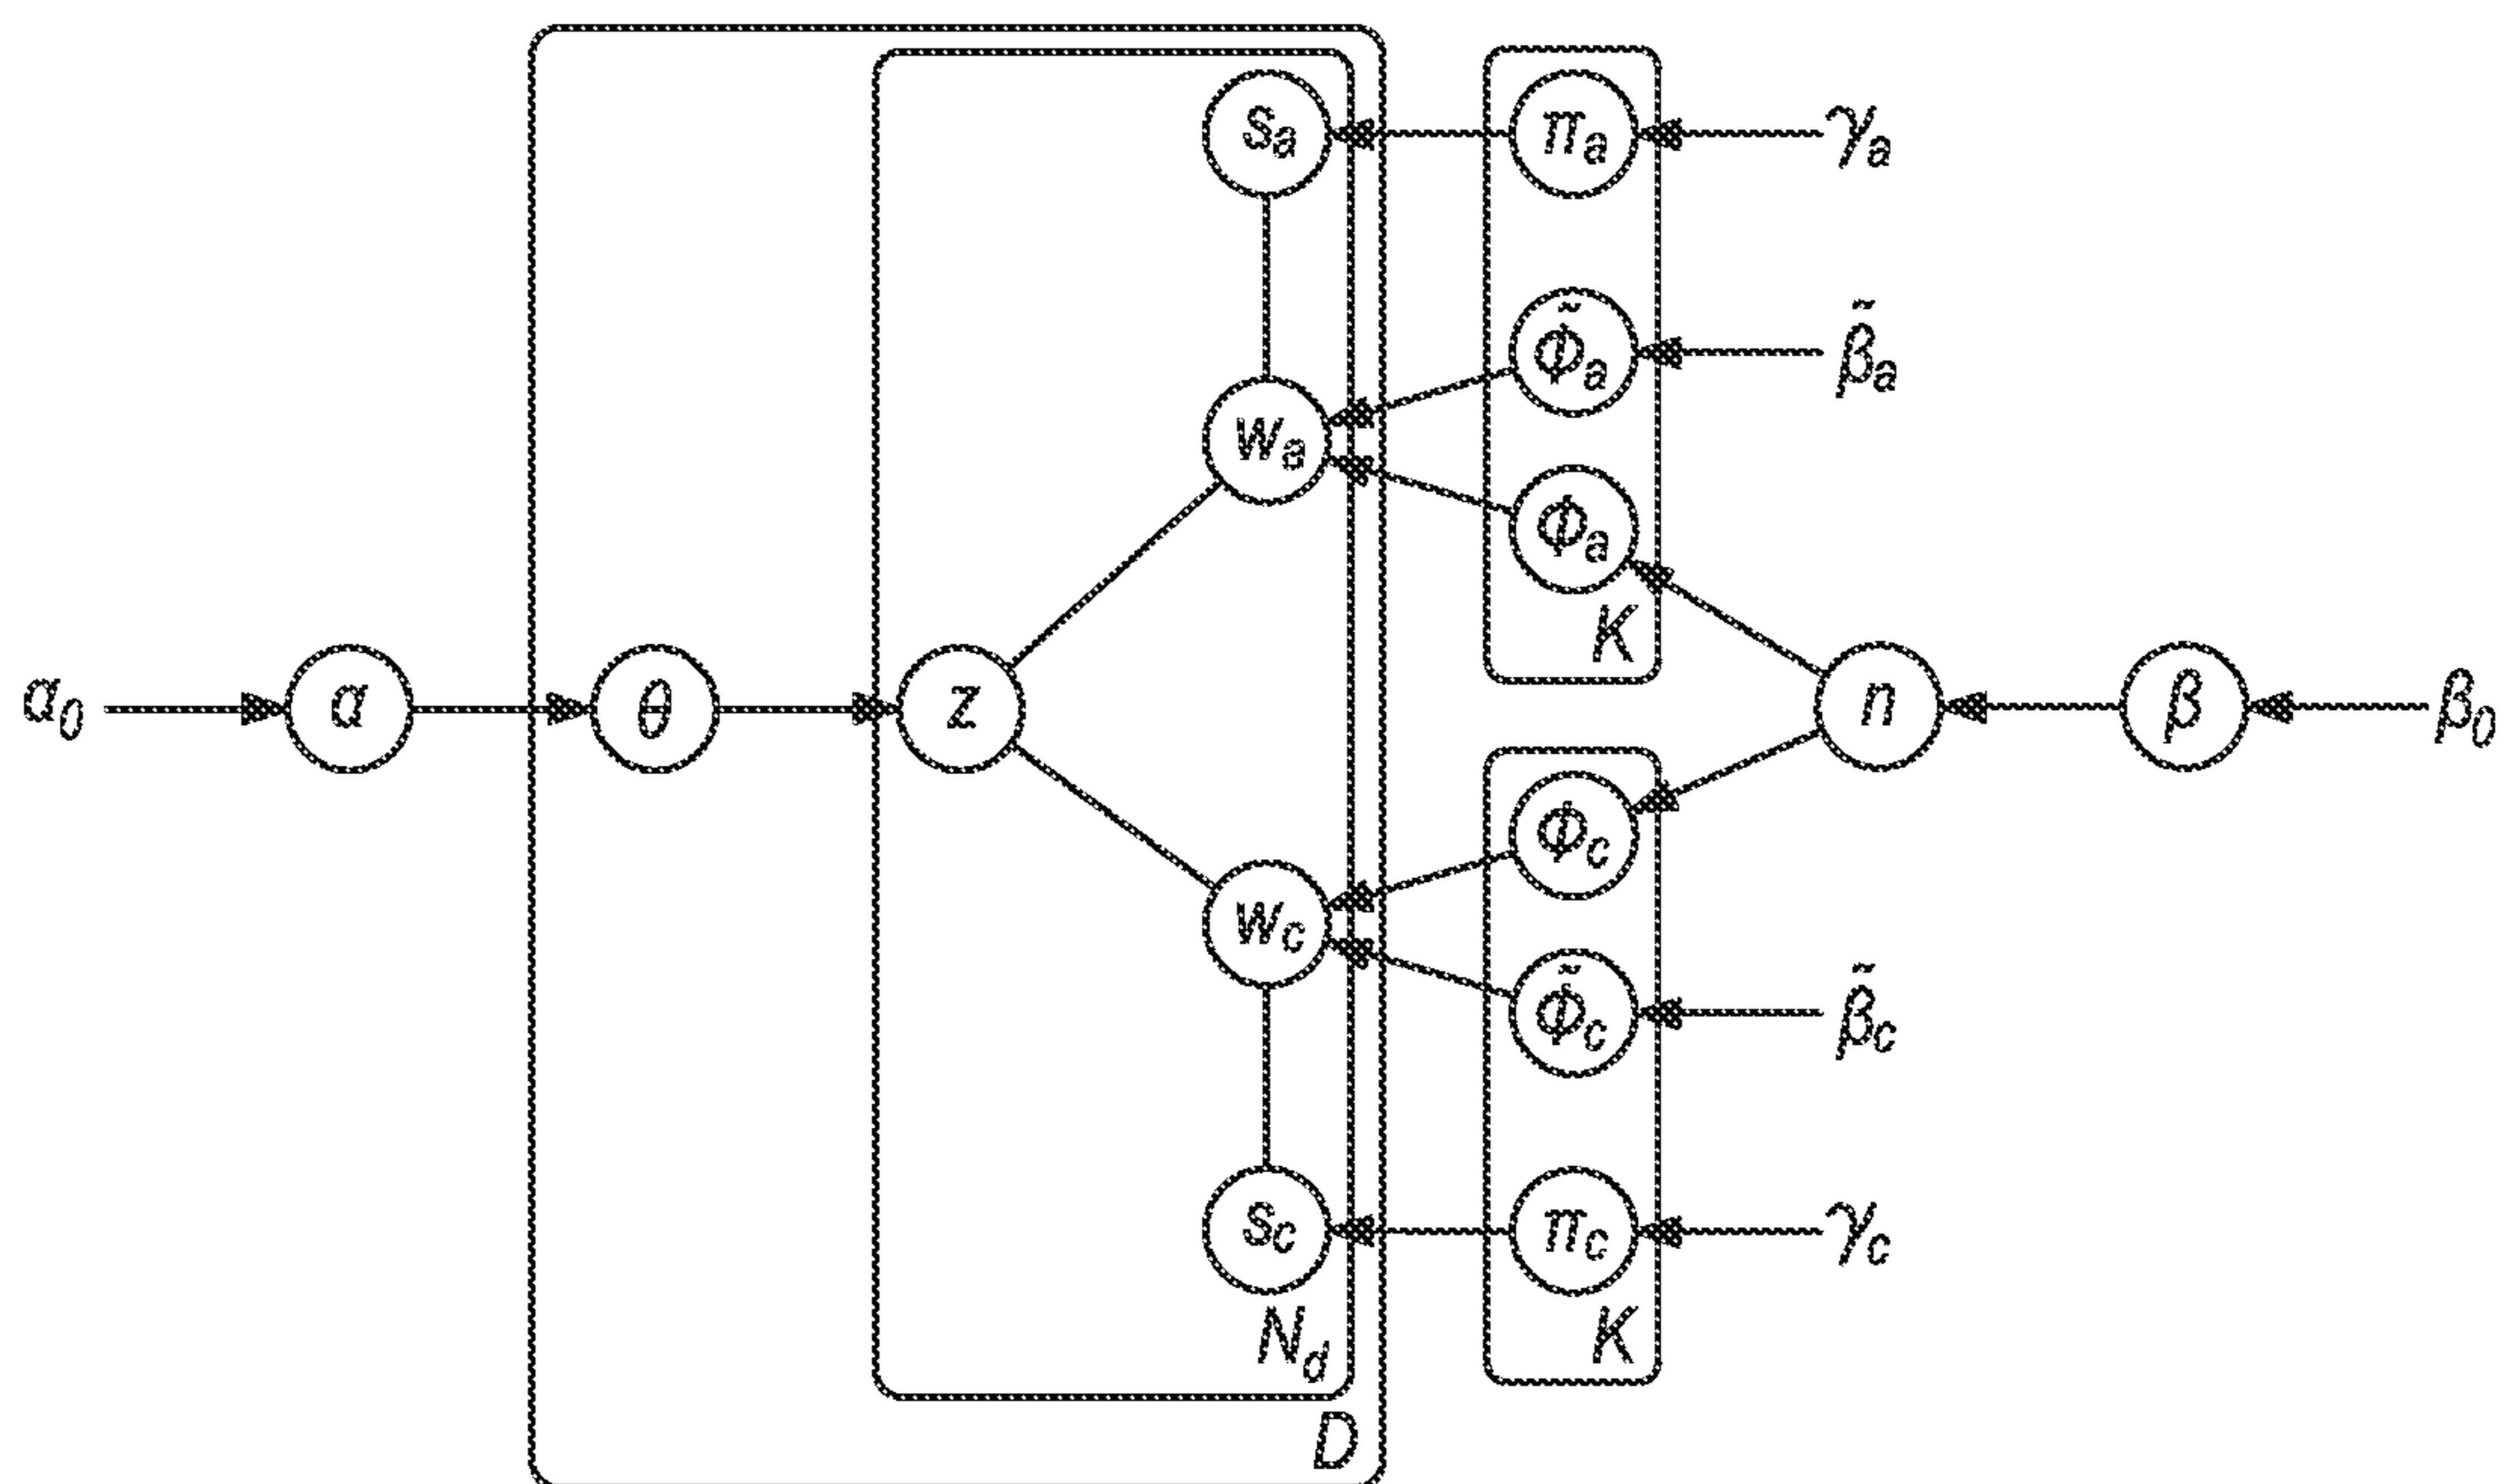 s_a π_a γ_a
ϕ̃_a β̃_a
w_a
ϕ_a
K
α_0 α θ z n β β_0
ϕ_c
w_c
ϕ̃_c β̃_c
s_c π_c γ_c
N_d K
D